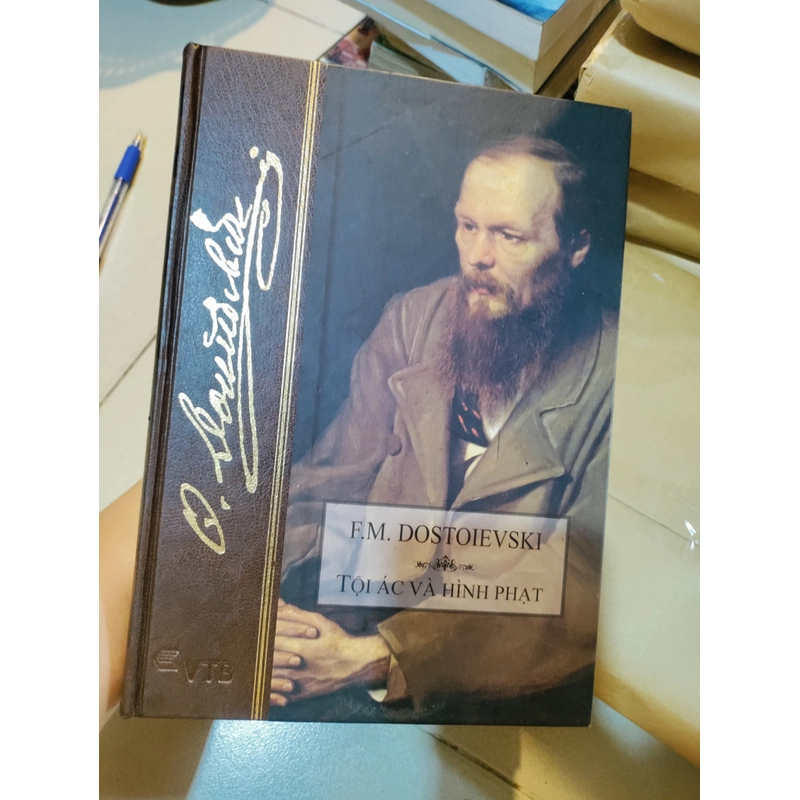 F.M. DOSTOIEVSKI
TỘI ÁC VÀ HÌNH PHẠT
VTB